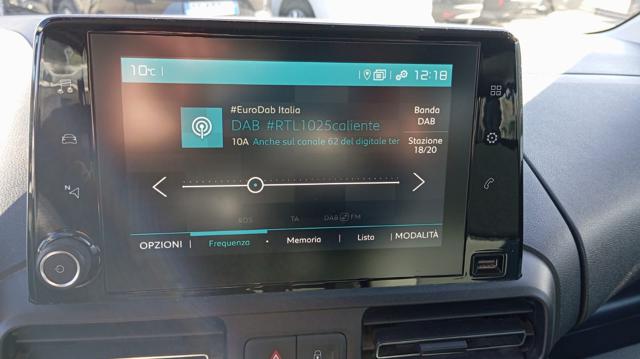 10°C
12:18
#EuroDab Italia
DAB #RTL1025caliente
10A Anche sul canale 62 del digitale ter
Banda
DAB
Stazione
18/20
N
TA DAB FM
OPZIONI Frequenza Memoria Lista MODALITÀ